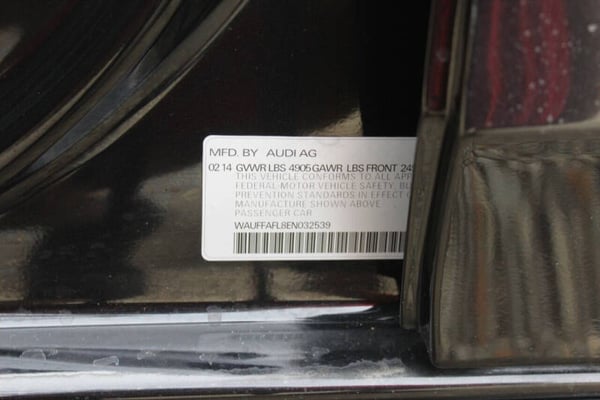 MFD. BY AUDI AG
02 14 GVWR LBS 4905 GAWR LBS FRONT
THIS VEHICLE CONFORMS TO ALL
FEDERAL MOTOR VEHICLE SAFETY,
PREVENTION STANDARDS IN EFFECT
MANUFACTURE SHOWN ABOVE
PASSENGER CAR
WAUFFAFL8EN032539